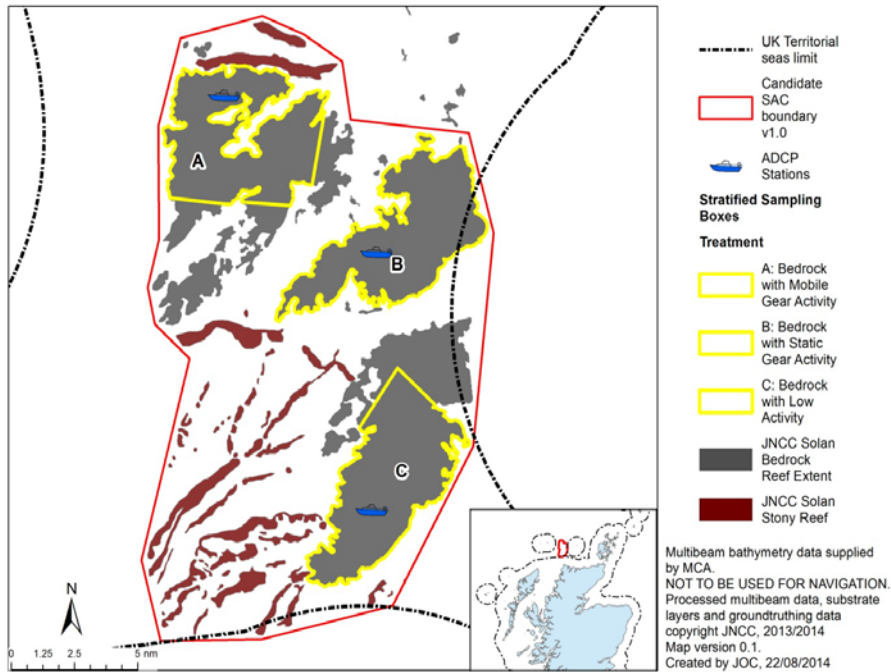 A
B
C
N
0 1.25 2.5 5 nm
UK Territorial
seas limit
Candidate
SAC
boundary
v1.0
ADCP
Stations
Stratified Sampling
Boxes
Treatment
A: Bedrock
with Mobile
Gear Activity
B: Bedrock
with Static
Gear Activity
C: Bedrock
with Low
Activity
JNCC Solan
Bedrock
Reef Extent
JNCC Solan
Stony Reef
Multibeam bathymetry data supplied
by MCA.
NOT TO BE USED FOR NAVIGATION.
Processed multibeam data, substrate
layers and groundtruthing data
copyright JNCC, 2013/2014
Map version 0.1.
Created by JOC, 22/08/2014